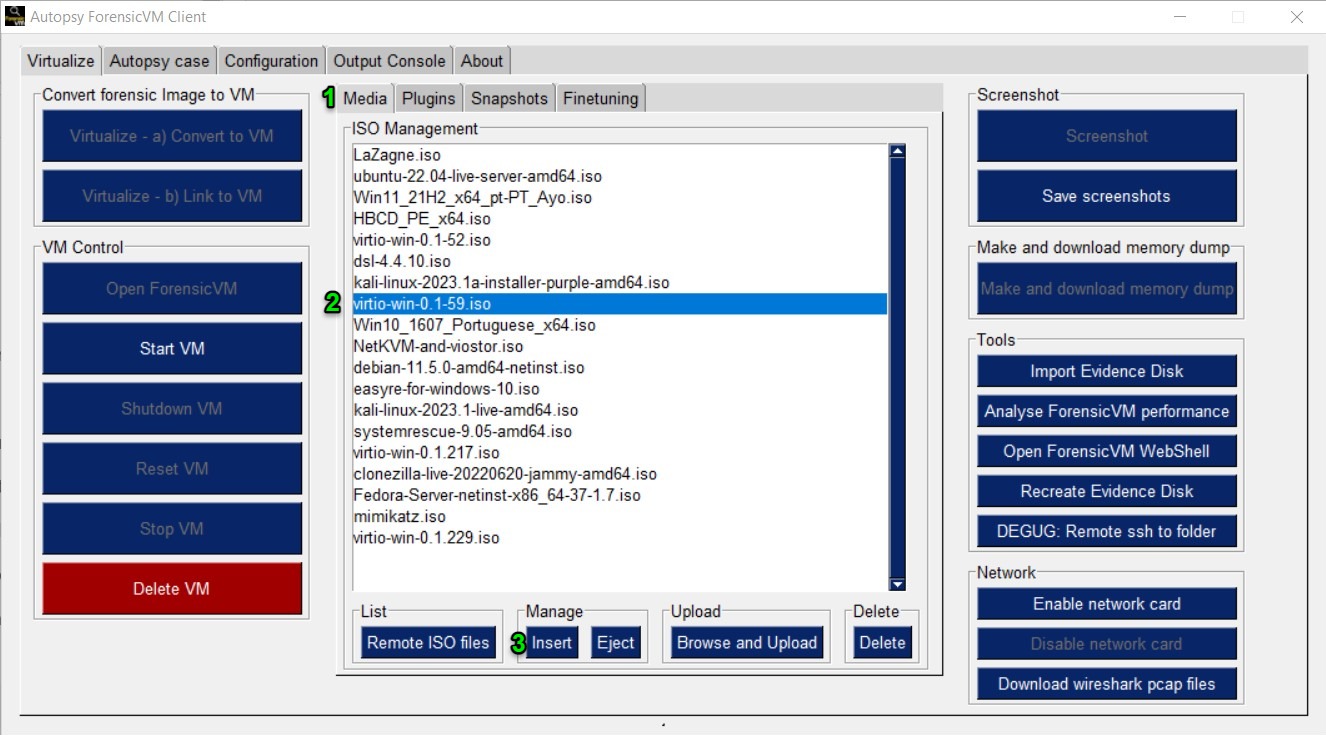 Autopsy ForensicVM Client
Virtualize Autopsy case Configuration Output Console About
Convert forensic Image to VM
Virtualize - a) Convert to VM
Virtualize - b) Link to VM
VM Control
Open ForensicVM
Start VM
Shutdown VM
Reset VM
Stop VM
Delete VM
1 Media Plugins Snapshots Finetuning
ISO Management
LaZagne.iso
ubuntu-22.04-live-server-amd64.iso
Win11_21H2_x64_pt-PT_Ayo.iso
HBCD_PE_x64.iso
virtio-win-0.1-52.iso
dsl-4.4.10.iso
kali-linux-2023.1a-installer-purple-amd64.iso
2 virtio-win-0.1-59.iso
Win10_1607_Portuguese_x64.iso
NetKVM-and-viostor.iso
debian-11.5.0-amd64-netinst.iso
easyre-for-windows-10.iso
kali-linux-2023.1-live-amd64.iso
systemrescue-9.05-amd64.iso
virtio-win-0.1.217.iso
clonezilla-live-20220620-jammy-amd64.iso
Fedora-Server-netinst-x86_64-37-1.7.iso
mimikatz.iso
virtio-win-0.1.229.iso
List Manage Upload Delete
Remote ISO files 3 Insert Eject Browse and Upload Delete
Screenshot
Screenshot
Save screenshots
Make and download memory dump
Make and download memory dump
Tools
Import Evidence Disk
Analyse ForensicVM performance
Open ForensicVM WebShell
Recreate Evidence Disk
DEGUG: Remote ssh to folder
Network
Enable network card
Disable network card
Download wireshark pcap files